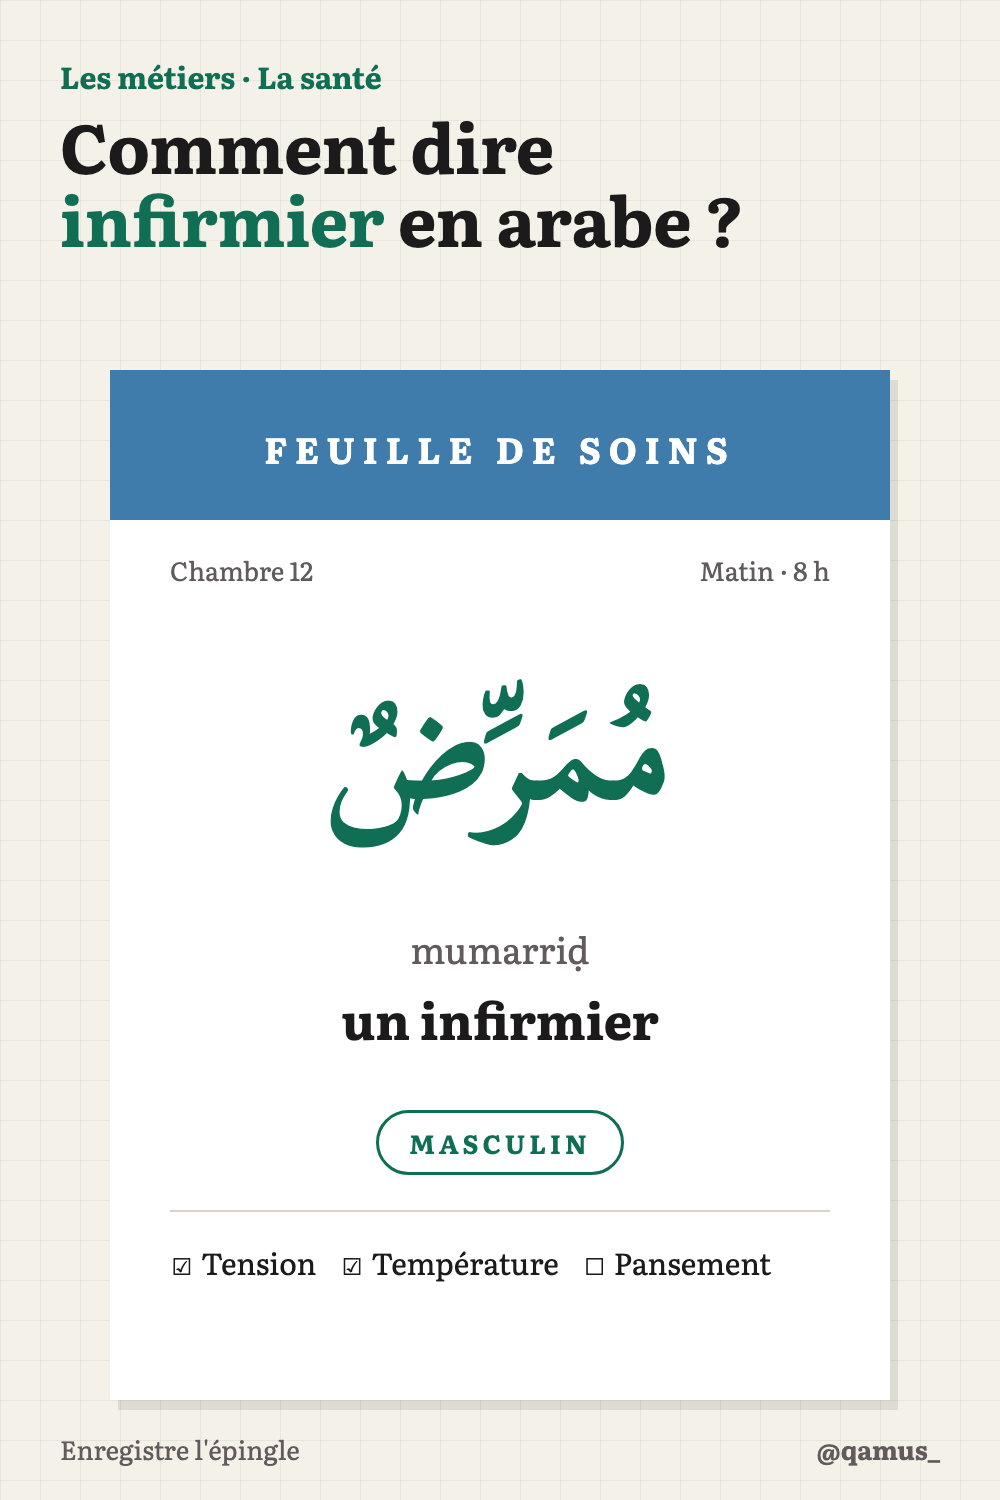 Les métiers · La santé
Comment dire
infirmier en arabe ?
FEUILLE DE SOINS
Chambre 12 Matin · 8 h
مُمَرِّضٌ
mumarriḍ
un infirmier
MASCULIN
☑ Tension ☑ Température ☐ Pansement
Enregistre l'épingle @qamus_